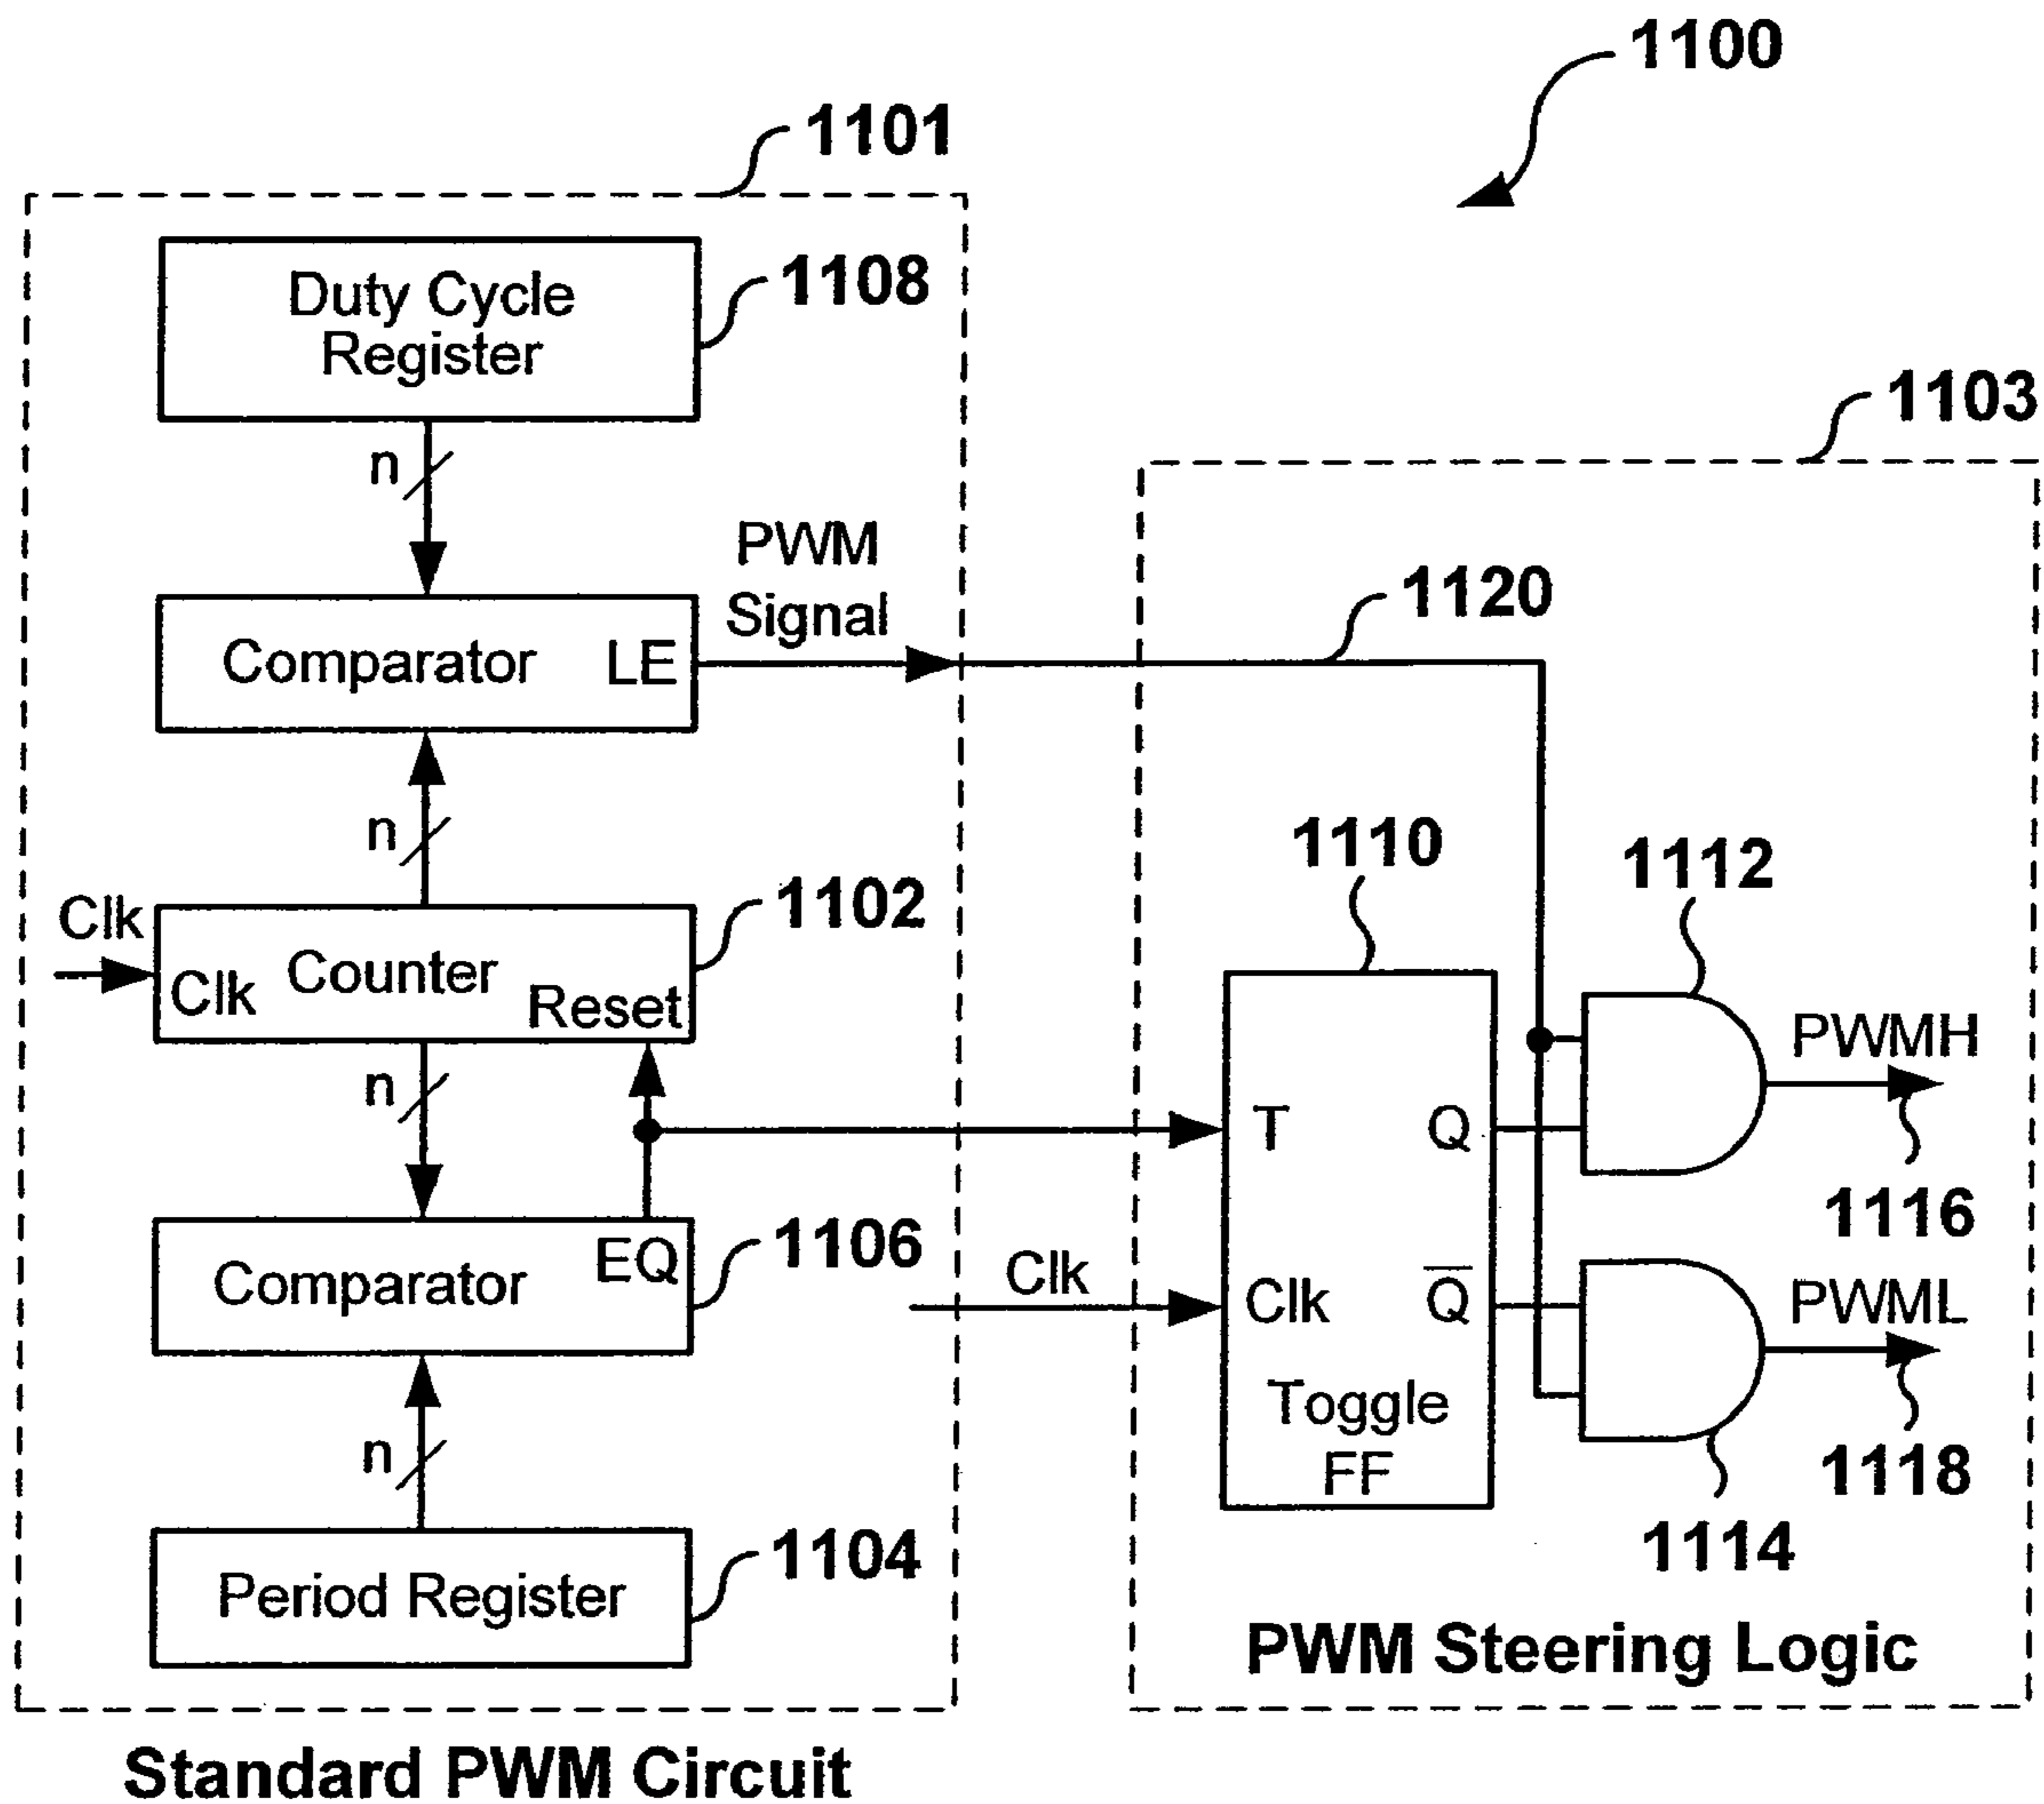 1100
1101
Duty Cycle
Register
1108
1103
n
PWM
Signal
1120
Comparator
LE
n
1110
1112
Clk
1102
Clk
Counter
Reset
PWMH
n
T
Q
1116
EQ
1106
Comparator
Clk
Clk
Q̅
PWML
Toggle
FF
n
1118
1114
1104
Period Register
PWM Steering Logic
Standard PWM Circuit